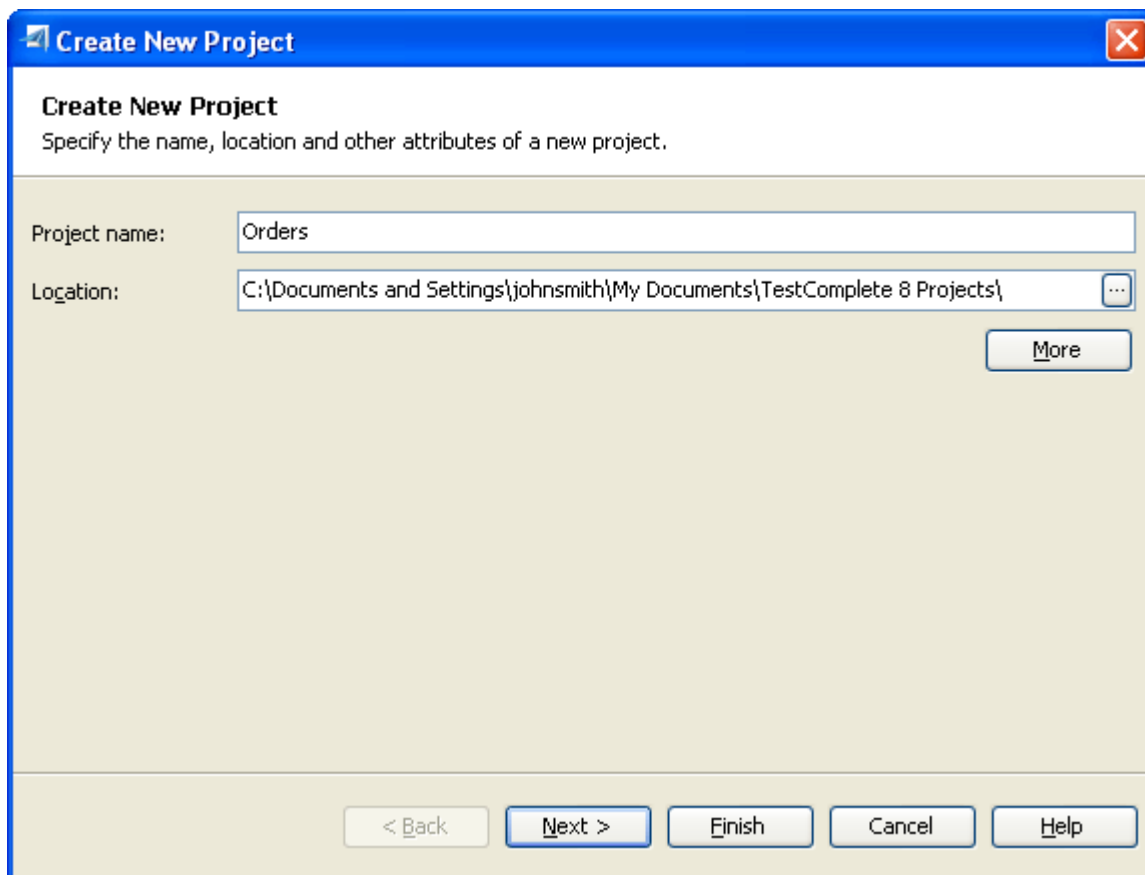 Create New Project
Create New Project
Specify the name, location and other attributes of a new project.
Project name: Orders
Location: C:\Documents and Settings\johnsmith\My Documents\TestComplete 8 Projects\ ...
More
< Back Next > Finish Cancel Help